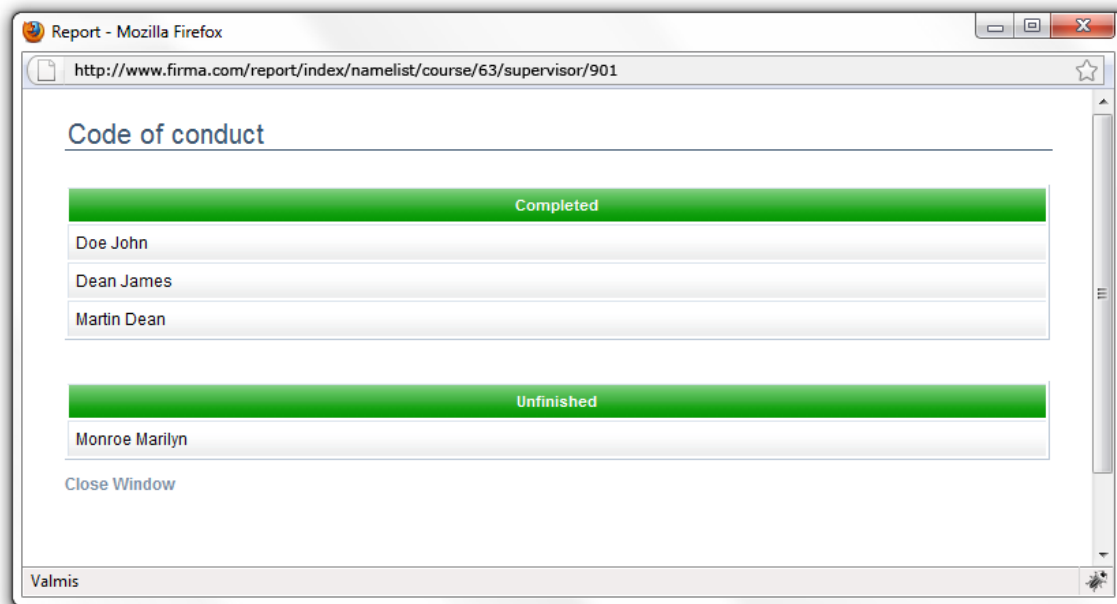 Report - Mozilla Firefox
http://www.firma.com/report/index/namelist/course/63/supervisor/901
Code of conduct
Completed
Doe John
Dean James
Martin Dean
Unfinished
Monroe Marilyn
Close Window
Valmis